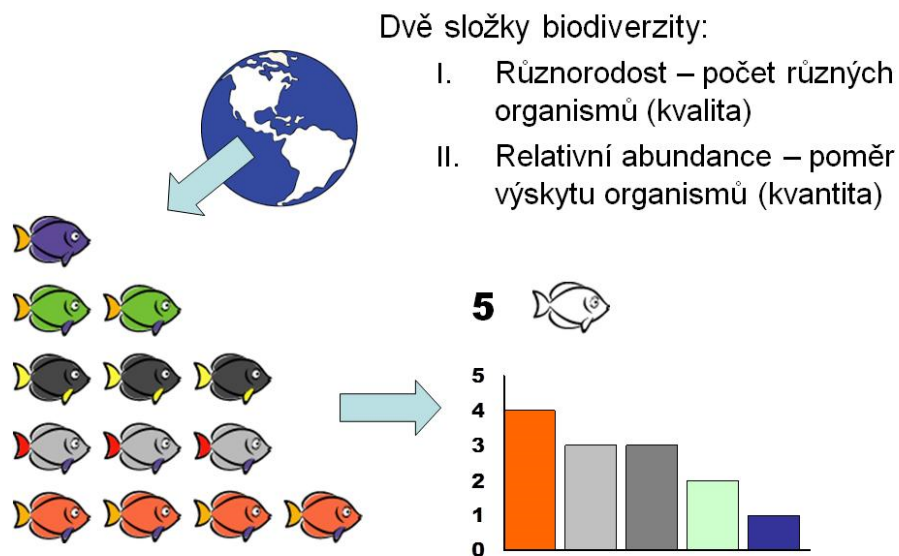 Dvě složky biodiverzity:
I. Různorodost – počet různých
organismů (kvalita)
II. Relativní abundance – poměr
výskytu organismů (kvantita)
5
5
4
3
2
1
0